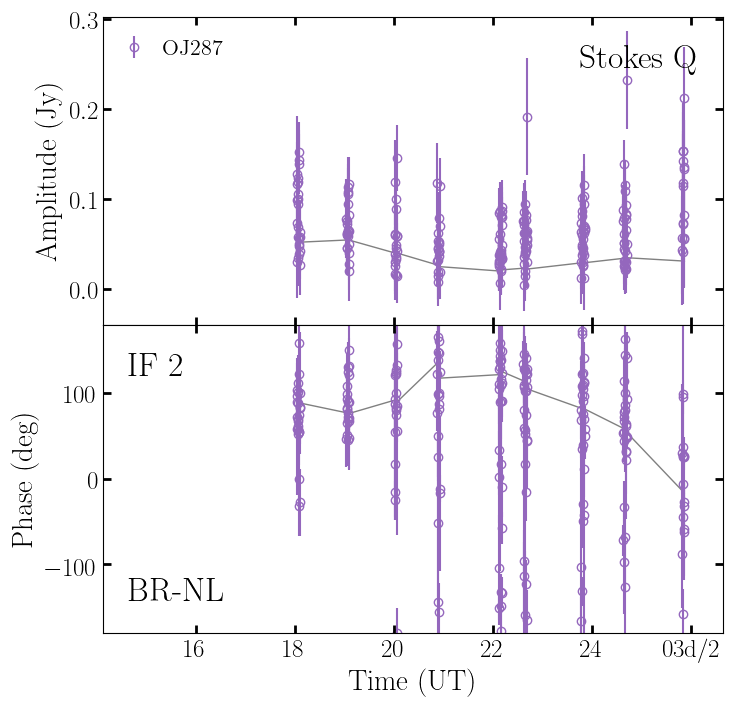 OJ287
Stokes Q
0.3
0.2
0.1
0.0
Amplitude (Jy)
IF 2
100
0
−100
Phase (deg)
BR-NL
16 18 20 22 24 03d/2
Time (UT)